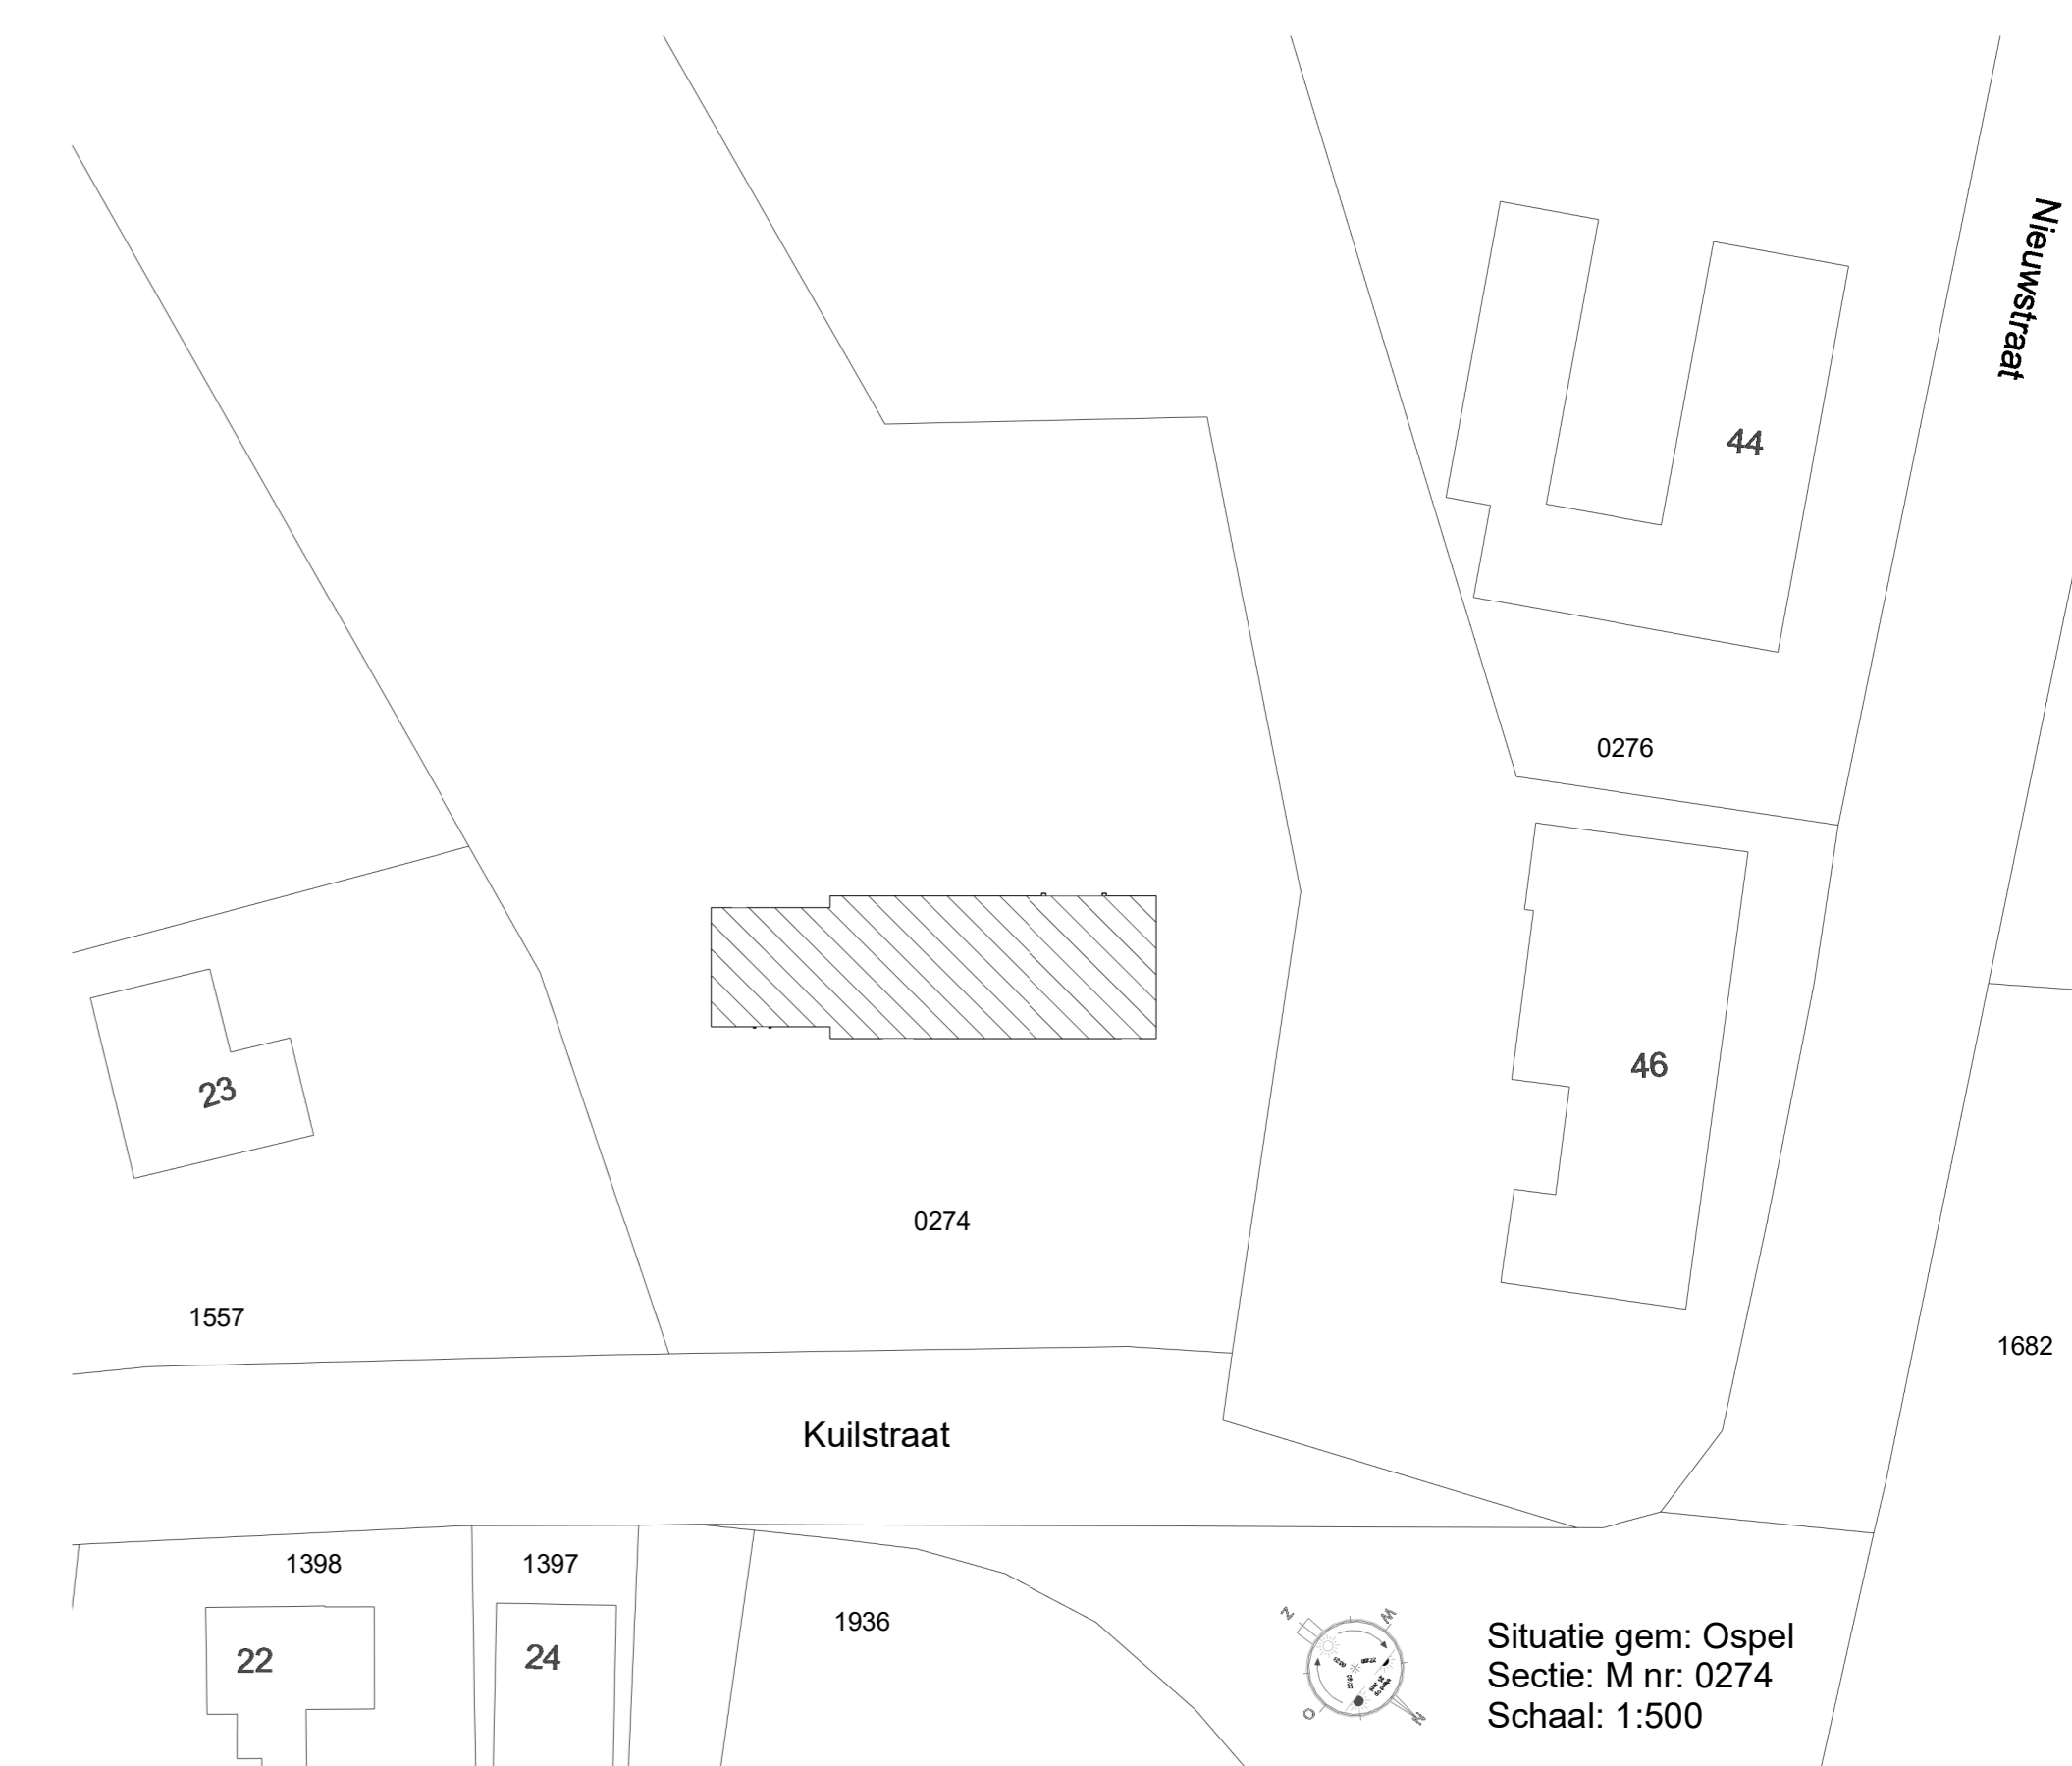 Nieuwstraat
44
0276
46
23
0274
1557
1682
Kuilstraat
1398
1397
1936
22
24
N
W
O
Z
Situatie gem: Ospel
Sectie: M nr: 0274
Schaal: 1:500